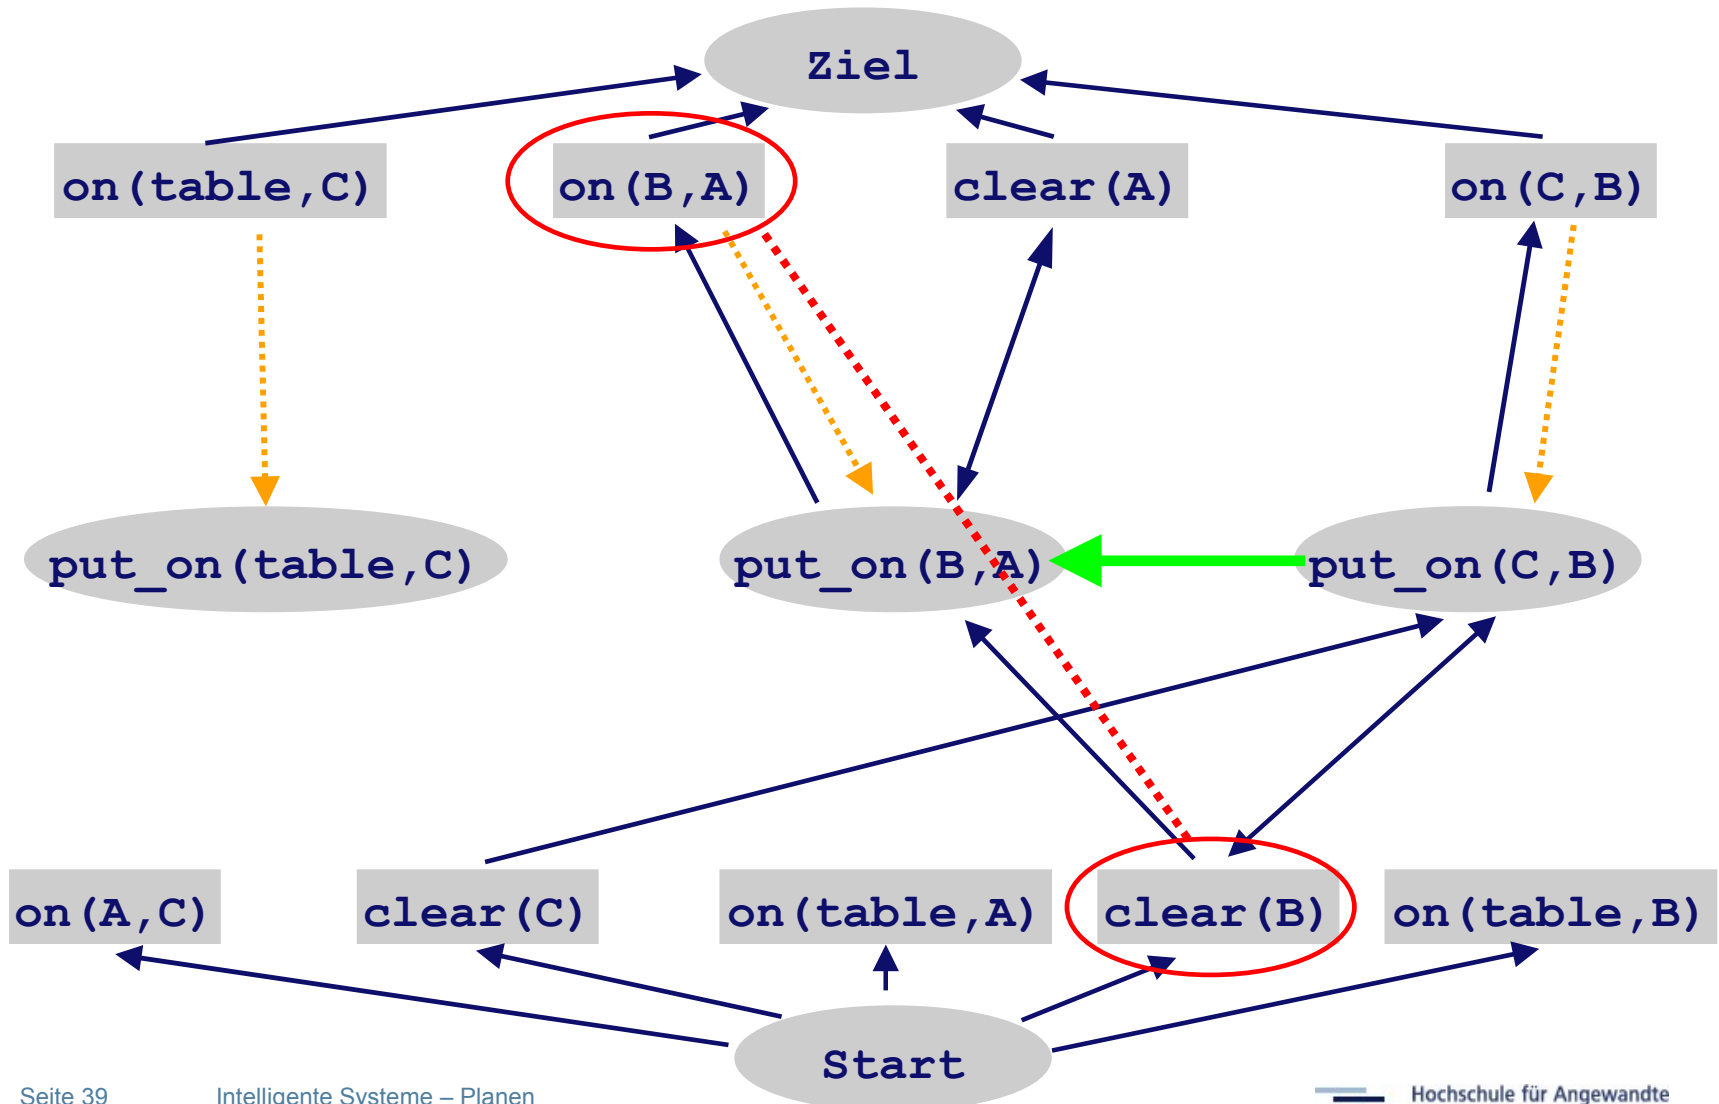 Ziel
on(table,C) on(B,A) clear(A) on(C,B)
put_on(table,C) put_on(B,A) put_on(C,B)
on(A,C) clear(C) on(table,A) clear(B) on(table,B)
Start
Seite 39 Intelligente Systeme – Planen Hochschule für Angewandte